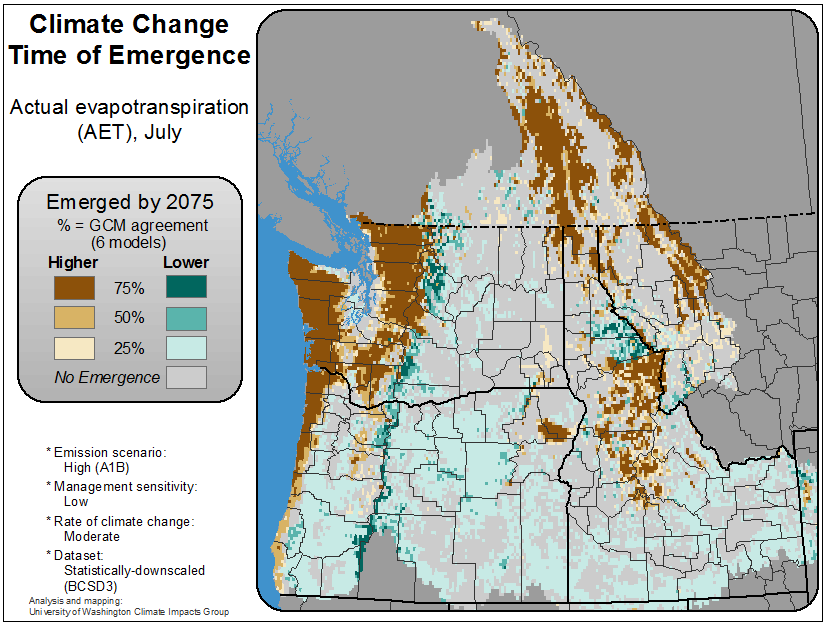 Climate Change
Time of Emergence
Actual evapotranspiration
(AET), July
Emerged by 2075
% = GCM agreement
(6 models)
Higher Lower
75%
50%
25%
No Emergence
* Emission scenario:
High (A1B)
* Management sensitivity:
Low
* Rate of climate change:
Moderate
* Dataset:
Statistically-downscaled
(BCSD3)
Analysis and mapping:
University of Washington Climate Impacts Group